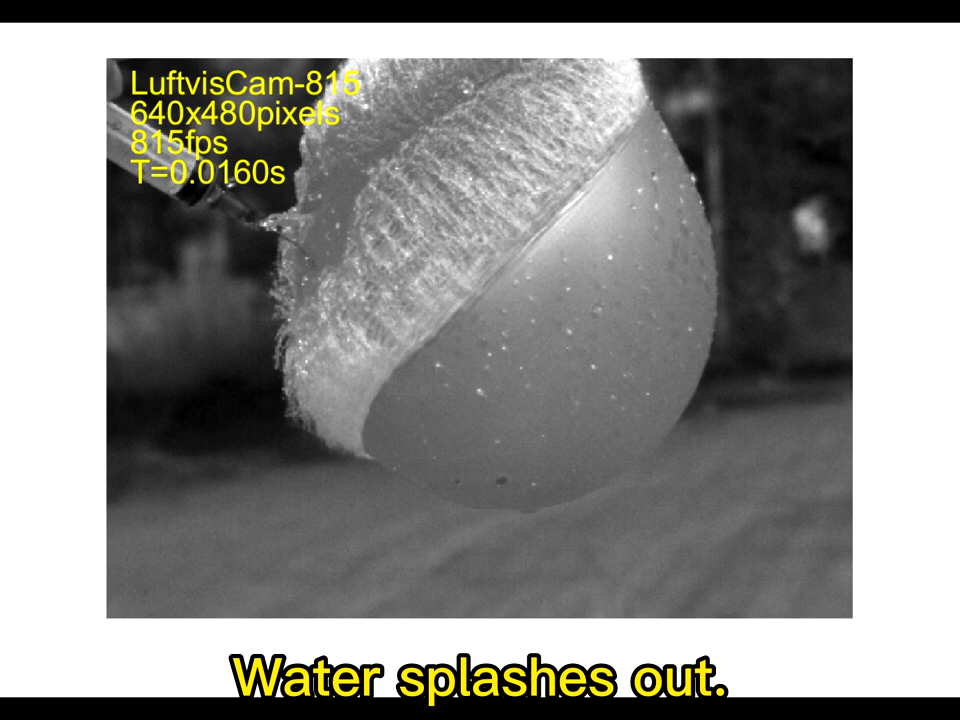 LuftvisCam-815
640x480pixels
815fps
T=0.0160s
Water splashes out.